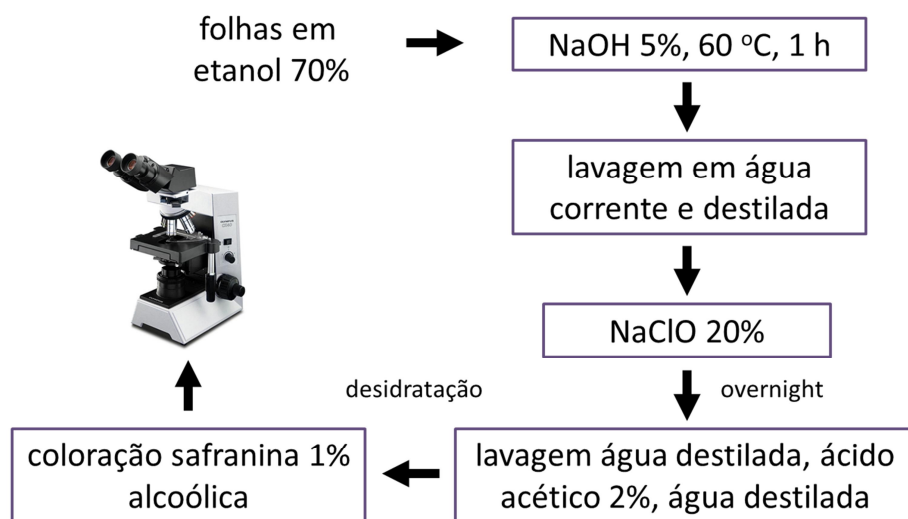 folhas em
etanol 70%
NaOH 5%, 60 ºC, 1 h
lavagem em água
corrente e destilada
NaClO 20%
overnight
lavagem água destilada, ácido
acético 2%, água destilada
desidratação
coloração safranina 1%
alcoólica